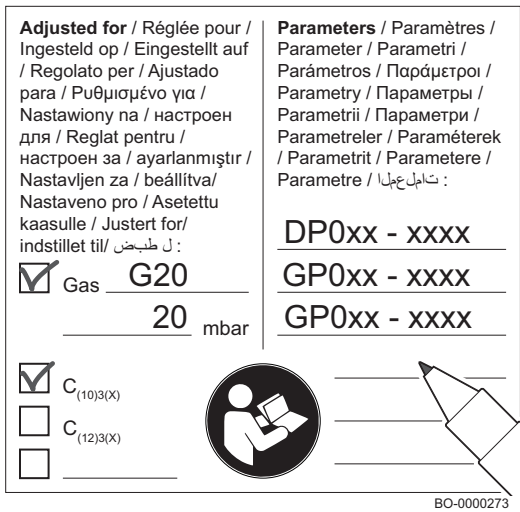 Adjusted for / Réglée pour /
Ingesteld op / Eingestellt auf
/ Regolato per / Ajustado
para / Ρυθμισμένο για /
Nastawiony na / настроен
для / Reglat pentru /
настроен за / ayarlanmıştır /
Nastavljen za / beállítva/
Nastaveno pro / Asetettu
kaasulle / Justert for/
indstillet til/ ل طبض :
Gas G20
20 mbar
C(10)3(X)
C(12)3(X)
Parameters / Paramètres /
Parameter / Parametri /
Parámetros / Παράμετροι /
Parametry / Параметры /
Parametrii / Параметри /
Parametreler / Paraméterek
/ Parametrit / Parametere /
Parametre / تاملعملا :
DP0xx - xxxx
GP0xx - xxxx
GP0xx - xxxx
BO-0000273